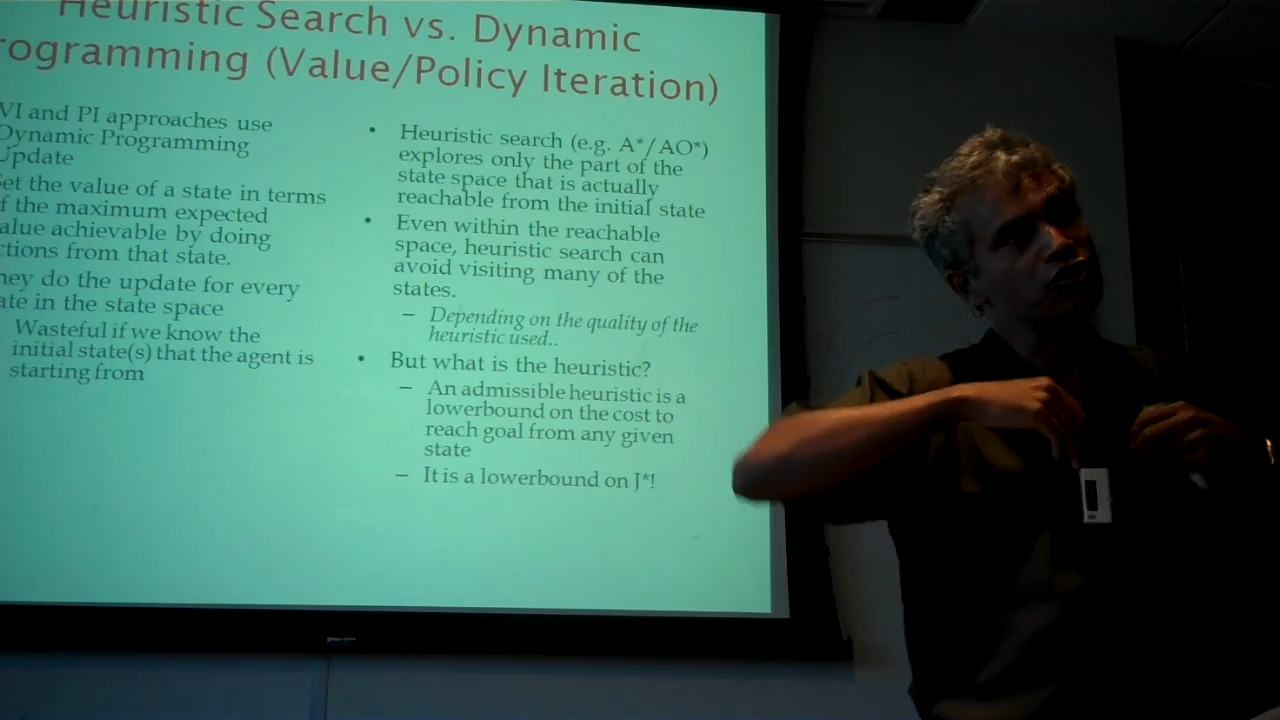 Heuristic Search vs. Dynamic
rogramming (Value/Policy Iteration)
VI and PI approaches use
Dynamic Programming
Update
Set the value of a state in terms
f the maximum expected
alue achievable by doing
ctions from that state.
hey do the update for every
ate in the state space
Wasteful if we know the
initial state(s) that the agent is
starting from
• Heuristic search (e.g. A*/AO*)
explores only the part of the
state space that is actually
reachable from the initial state
• Even within the reachable
space, heuristic search can
avoid visiting many of the
states.
– Depending on the quality of the
heuristic used..
• But what is the heuristic?
– An admissible heuristic is a
lowerbound on the cost to
reach goal from any given
state
– It is a lowerbound on J*!